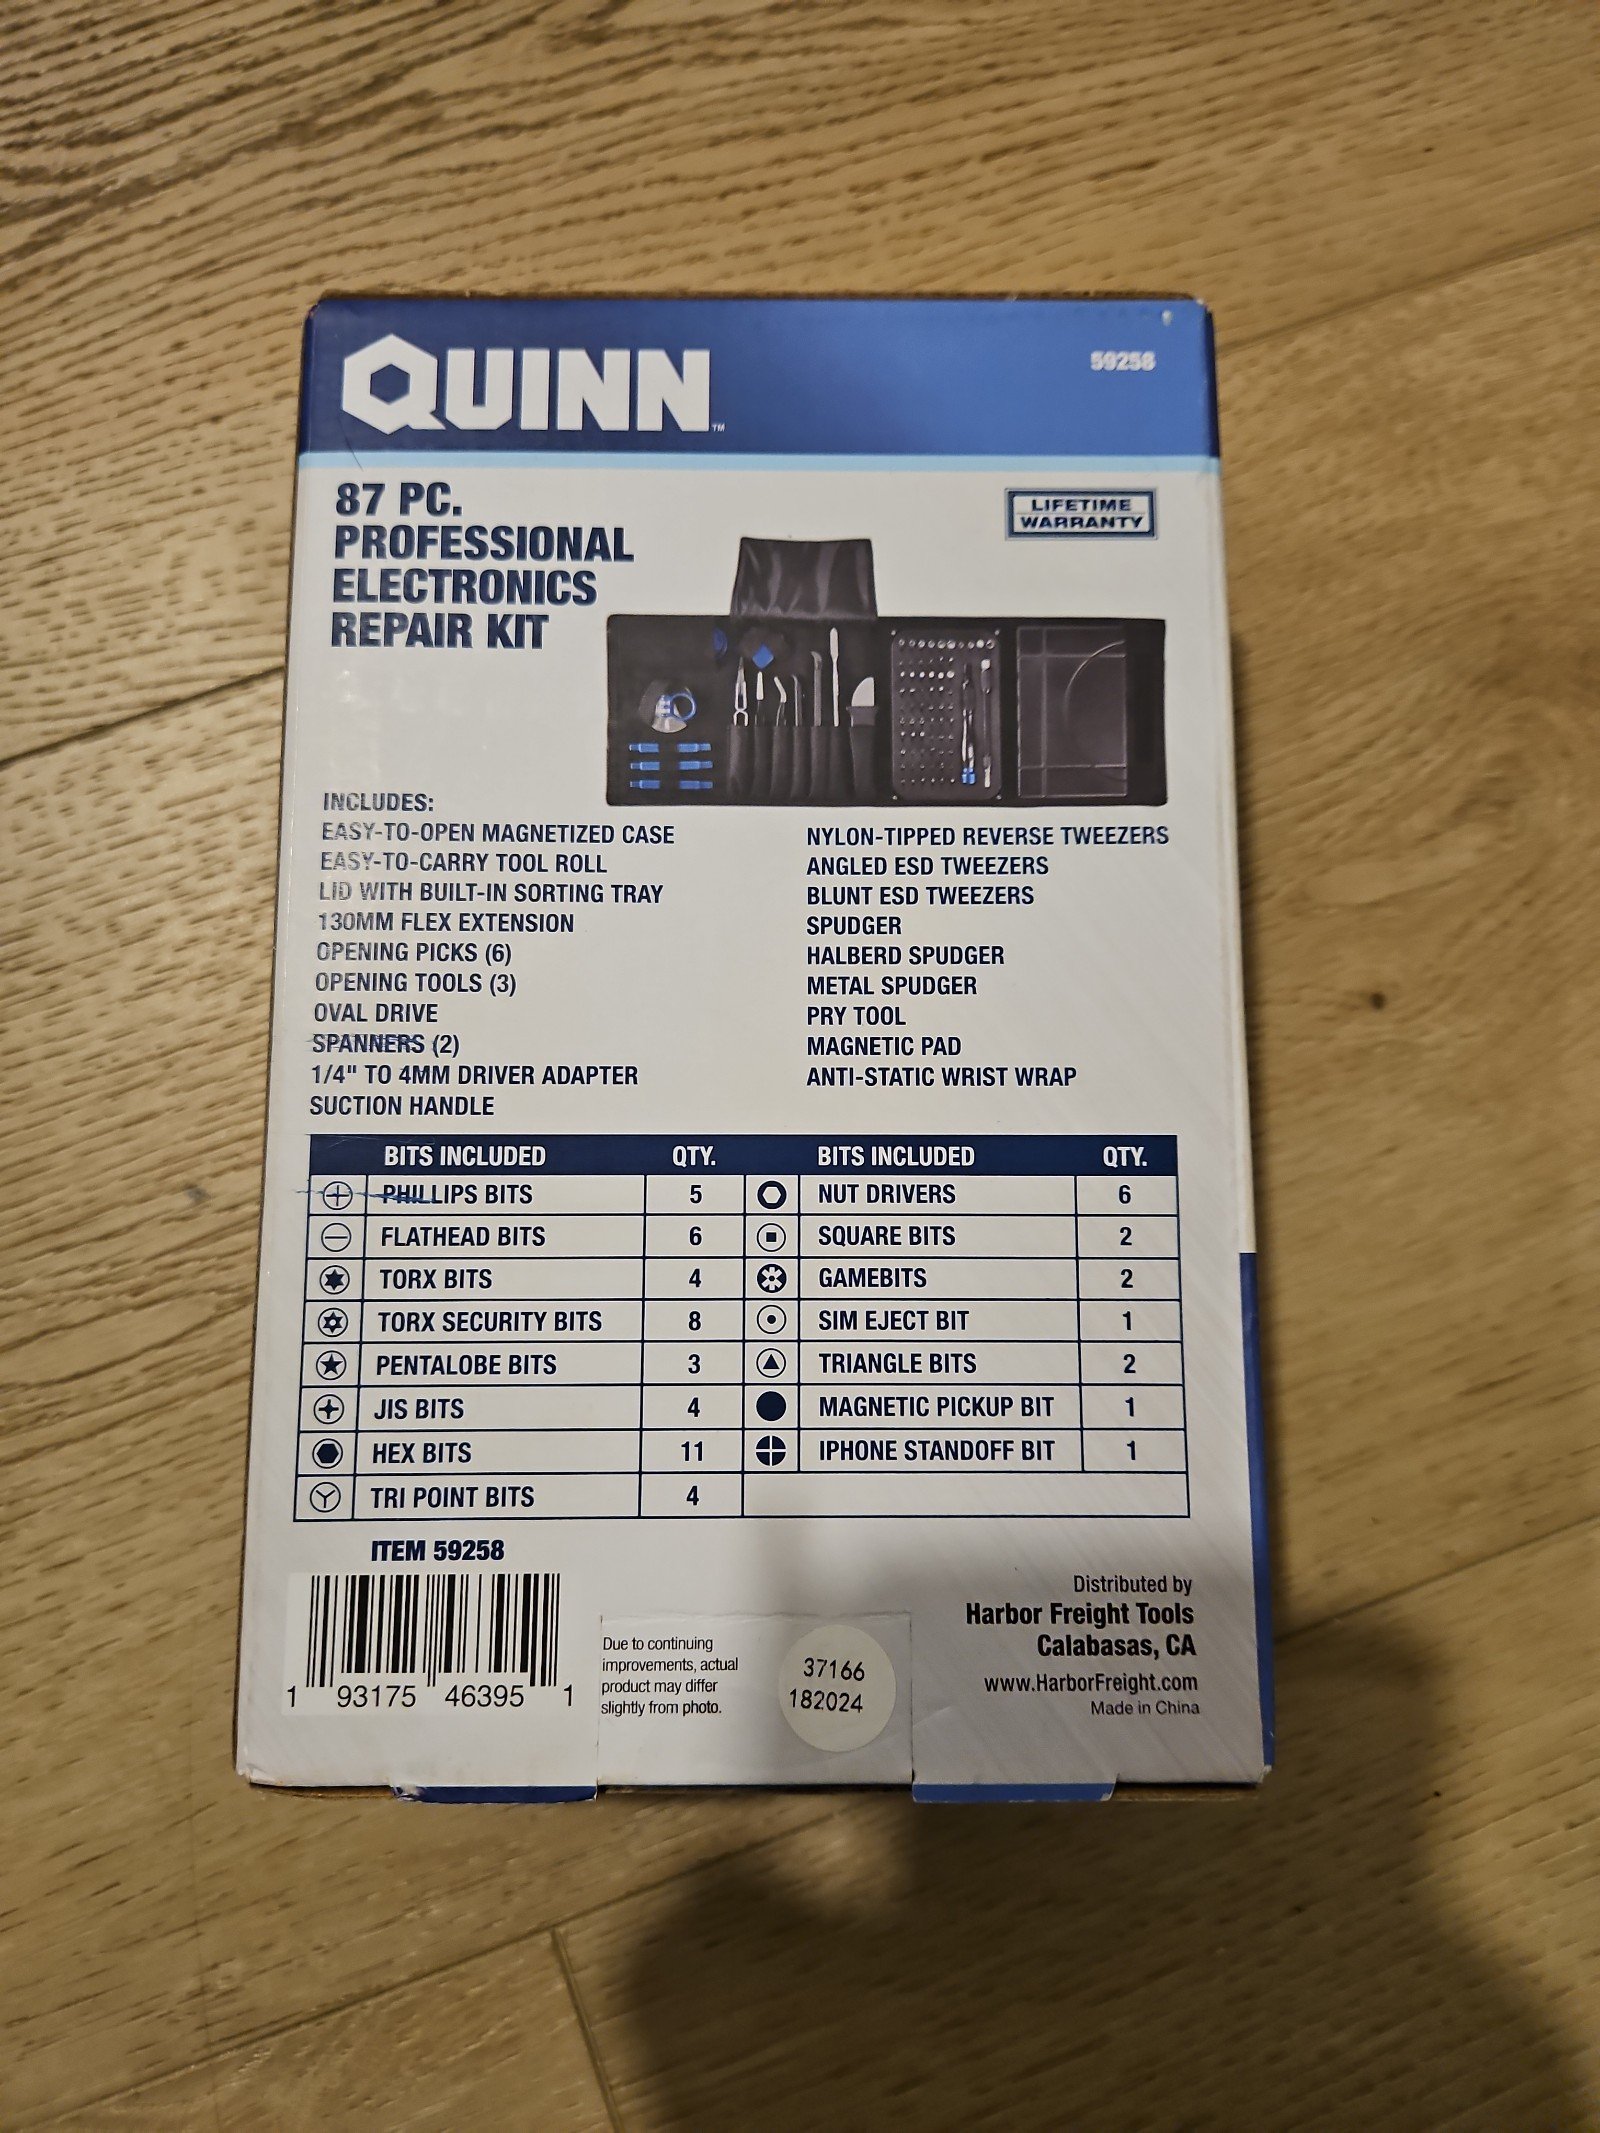 QUINN™
59258
87 PC.
PROFESSIONAL
ELECTRONICS
REPAIR KIT
LIFETIME
WARRANTY
INCLUDES:
EASY-TO-OPEN MAGNETIZED CASE
EASY-TO-CARRY TOOL ROLL
LID WITH BUILT-IN SORTING TRAY
130MM FLEX EXTENSION
OPENING PICKS (6)
OPENING TOOLS (3)
OVAL DRIVE
SPANNERS (2)
1/4" TO 4MM DRIVER ADAPTER
SUCTION HANDLE
NYLON-TIPPED REVERSE TWEEZERS
ANGLED ESD TWEEZERS
BLUNT ESD TWEEZERS
SPUDGER
HALBERD SPUDGER
METAL SPUDGER
PRY TOOL
MAGNETIC PAD
ANTI-STATIC WRIST WRAP
BITS INCLUDED QTY. BITS INCLUDED QTY.
PHILLIPS BITS 5 NUT DRIVERS 6
FLATHEAD BITS 6 SQUARE BITS 2
TORX BITS 4 GAMEBITS 2
TORX SECURITY BITS 8 SIM EJECT BIT 1
PENTALOBE BITS 3 TRIANGLE BITS 2
JIS BITS 4 MAGNETIC PICKUP BIT 1
HEX BITS 11 IPHONE STANDOFF BIT 1
TRI POINT BITS 4
ITEM 59258
1 93175 46395 1
Due to continuing
improvements, actual
product may differ
slightly from photo.
37166
182024
Distributed by
Harbor Freight Tools
Calabasas, CA
www.HarborFreight.com
Made in China